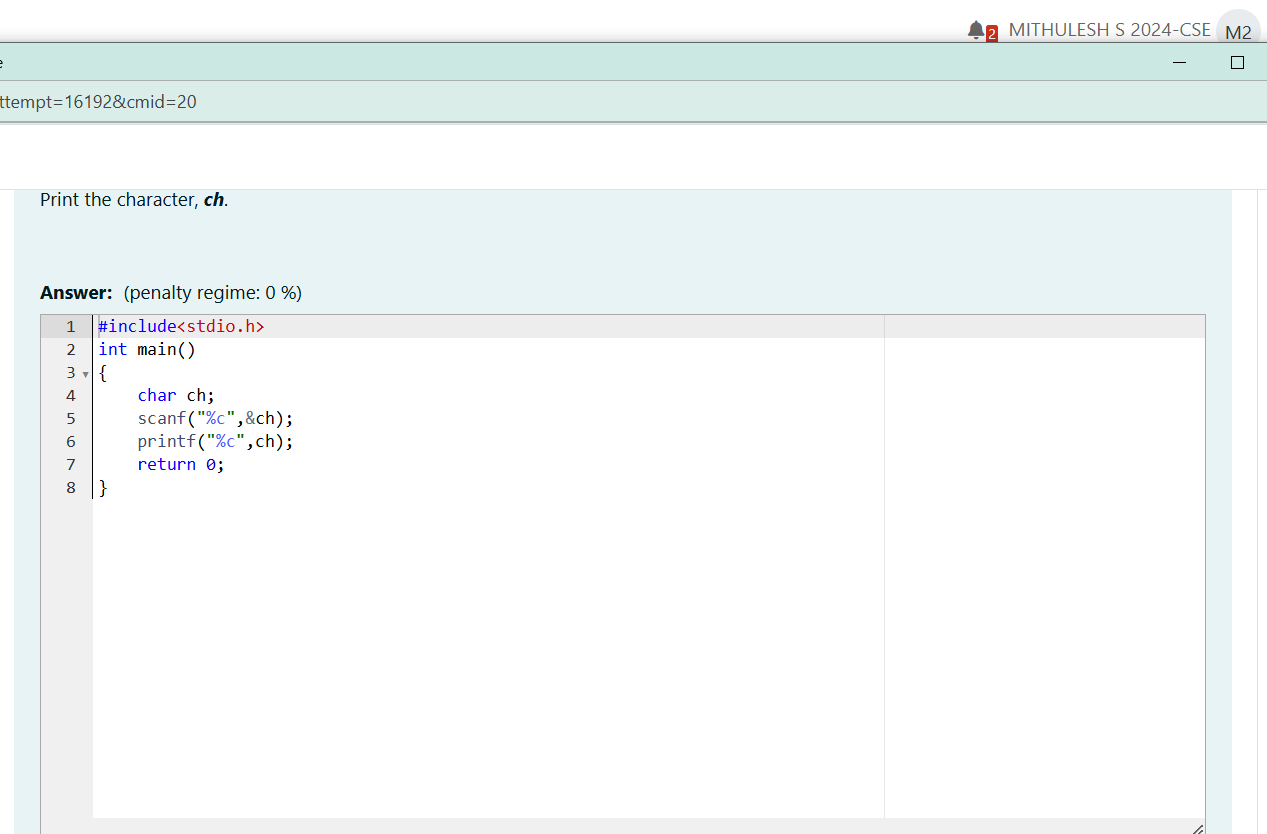 2 MITHULESH S 2024-CSE M2
e
ttempt=16192&cmid=20
Print the character, ch.
Answer: (penalty regime: 0 %)
1 #include<stdio.h>
2 int main()
3 {
4     char ch;
5     scanf("%c",&ch);
6     printf("%c",ch);
7     return 0;
8 }